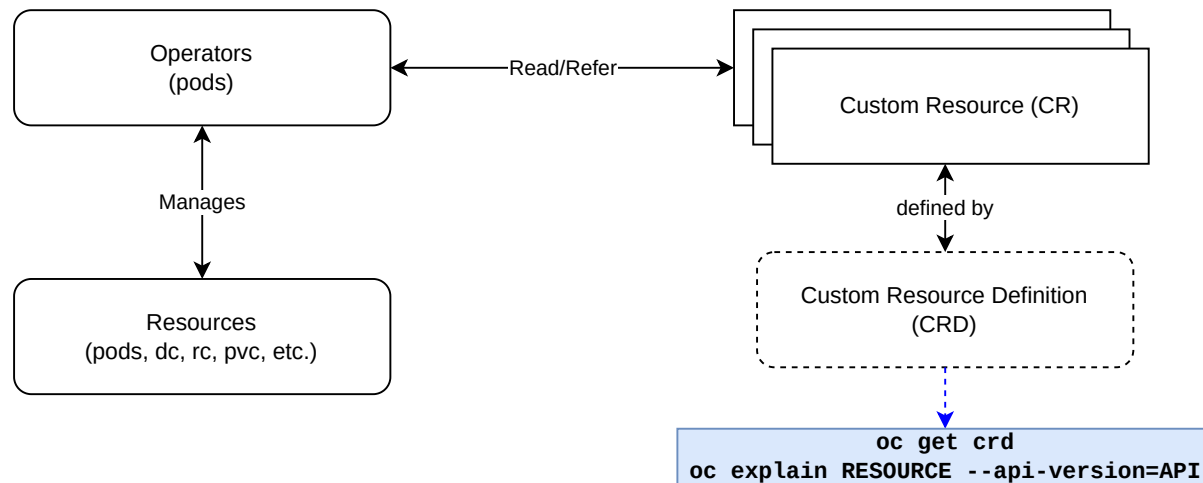 Operators
(pods)
Read/Refer
Custom Resource (CR)
Manages
defined by
Resources
(pods, dc, rc, pvc, etc.)
Custom Resource Definition
(CRD)
oc get crd
oc explain RESOURCE --api-version=API